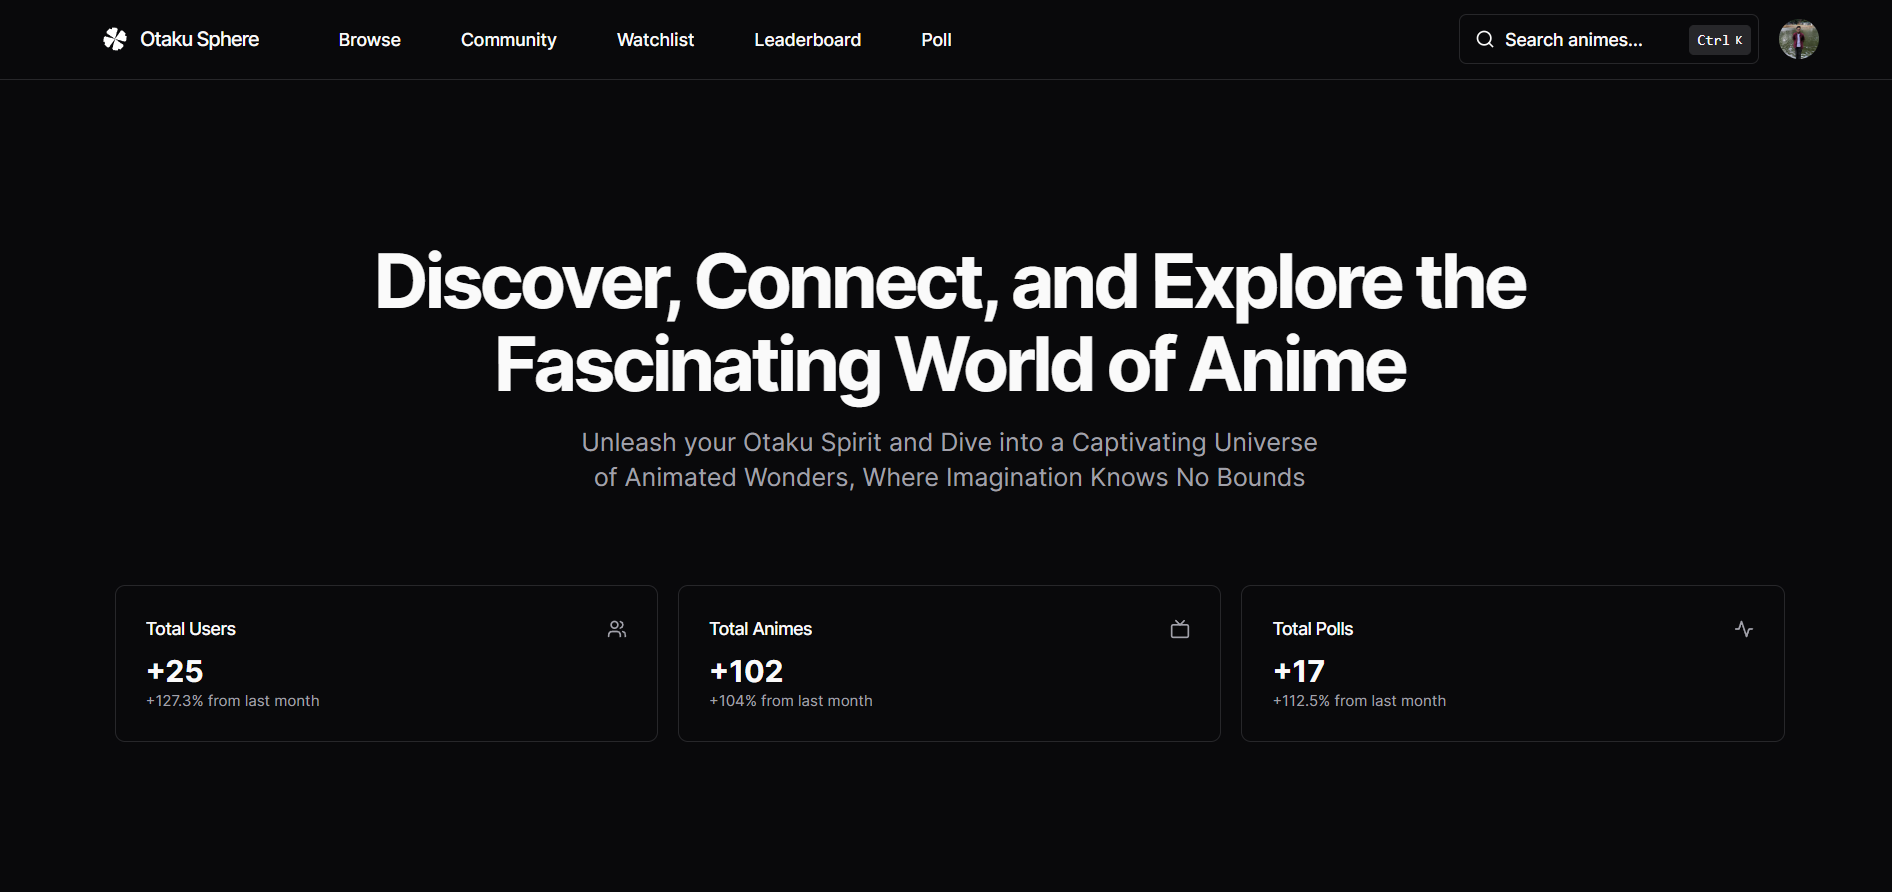 Otaku Sphere
Browse
Community
Watchlist
Leaderboard
Poll
Search animes...
Ctrl K
Discover, Connect, and Explore the
Fascinating World of Anime
Unleash your Otaku Spirit and Dive into a Captivating Universe
of Animated Wonders, Where Imagination Knows No Bounds
Total Users
+25
+127.3% from last month
Total Animes
+102
+104% from last month
Total Polls
+17
+112.5% from last month